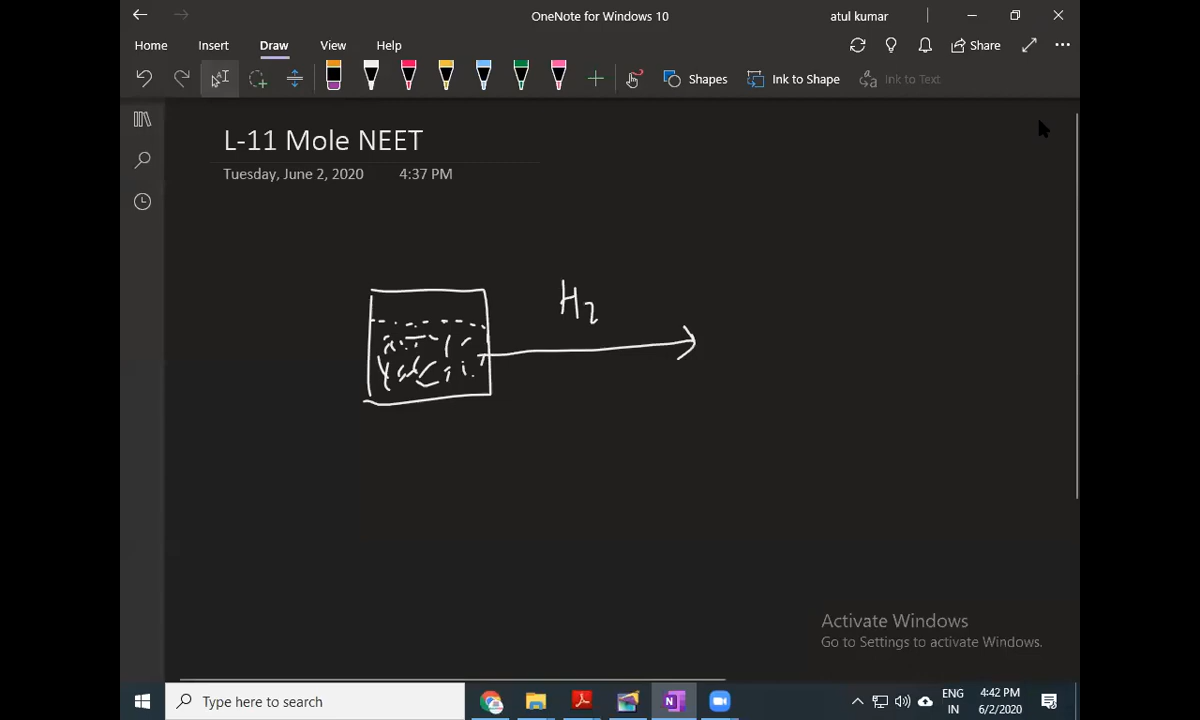 OneNote for Windows 10
atul kumar
Home Insert Draw View Help
Share
Shapes Ink to Shape Ink to Text
L-11 Mole NEET
Tuesday, June 2, 2020 4:37 PM
H2
Activate Windows
Go to Settings to activate Windows.
Type here to search
ENG
IN
4:42 PM
6/2/2020